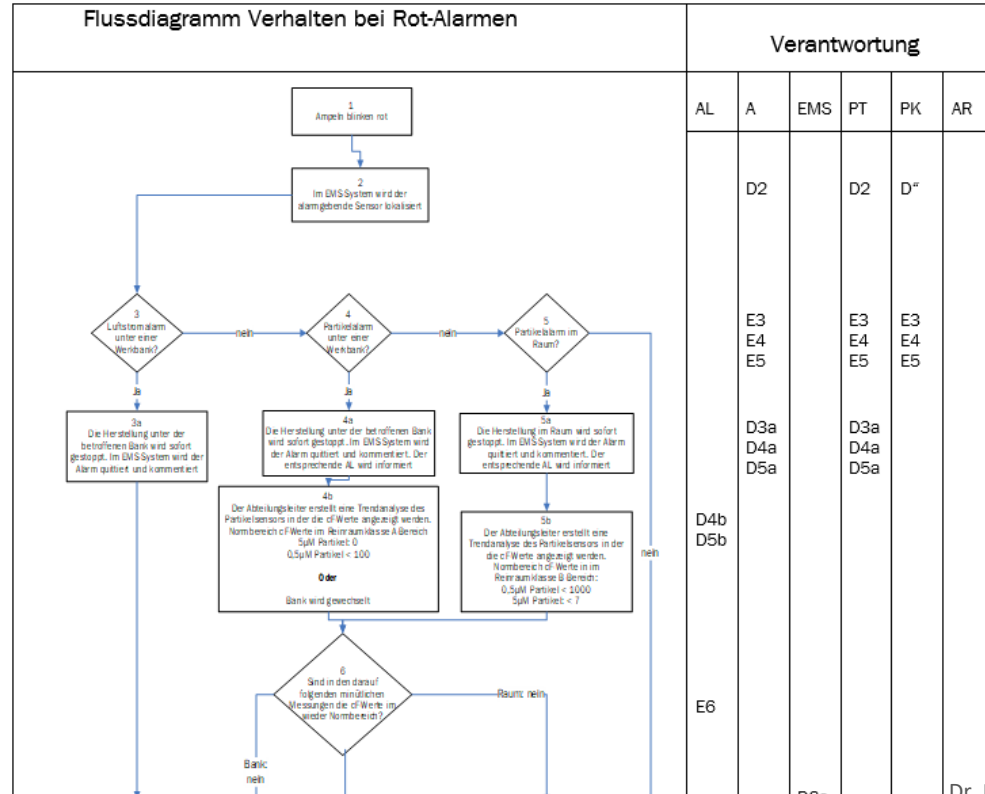 Flussdiagramm Verhalten bei Rot-Alarmen
Verantwortung
AL A EMS PT PK AR
1
Ampeln blinken rot
2
Im EMS System wird der
alarmgebende Sensor lokalisiert
D2 D2 D“
3
Luftstromalarm
unter einer
Werkbank?
nein
4
Partikelalarm
unter einer
Werkbank?
nein
5
Partikelalarm im
Raum?
E3 E3 E3
E4 E4 E4
E5 E5 E5
Ja
Ja
Ja
3a
Die Herstellung unter der
betroffenen Bank wird sofort
gestoppt. Im EMS System wird der
Alarm quittiert und kommentiert
4a
Die Herstellung unter der betroffenen Bank
wird sofort gestoppt. Im EMS System wird
der Alarm quittiert und kommentiert. Der
entsprechende AL wird informiert
5a
Die Herstellung im Raum wird sofort
gestoppt. Im EMS System wird der Alarm
quittiert und kommentiert. Der
entsprechende AL wird informiert
D3a D3a
D4a D4a
D5a D5a
4b
Der Abteilungsleiter erstellt eine Trendanalyse des
Partikelsensors in der die cF-Werte angezeigt werden.
Normbereich cF-Werte im Reinraumklasse A Bereich
5µM Partikel: 0
0,5µM Partikel < 100
Oder
Bank wird gewechselt
5b
Der Abteilungsleiter erstellt eine
Trendanalyse des Partikelsensors in der
die cF-Werte angezeigt werden.
Normbereich cF-Werte in im
Reinraumklasse B Bereich:
0,5µM Partikel < 1000
5µM Partikel: < 7
nein
D4b
D5b
6
Sind in den darauf
folgenden minütlichen
Messungen die cF-Werte im
wieder Normbereich?
Raum: nein
E6
Bank:
nein
Dr.